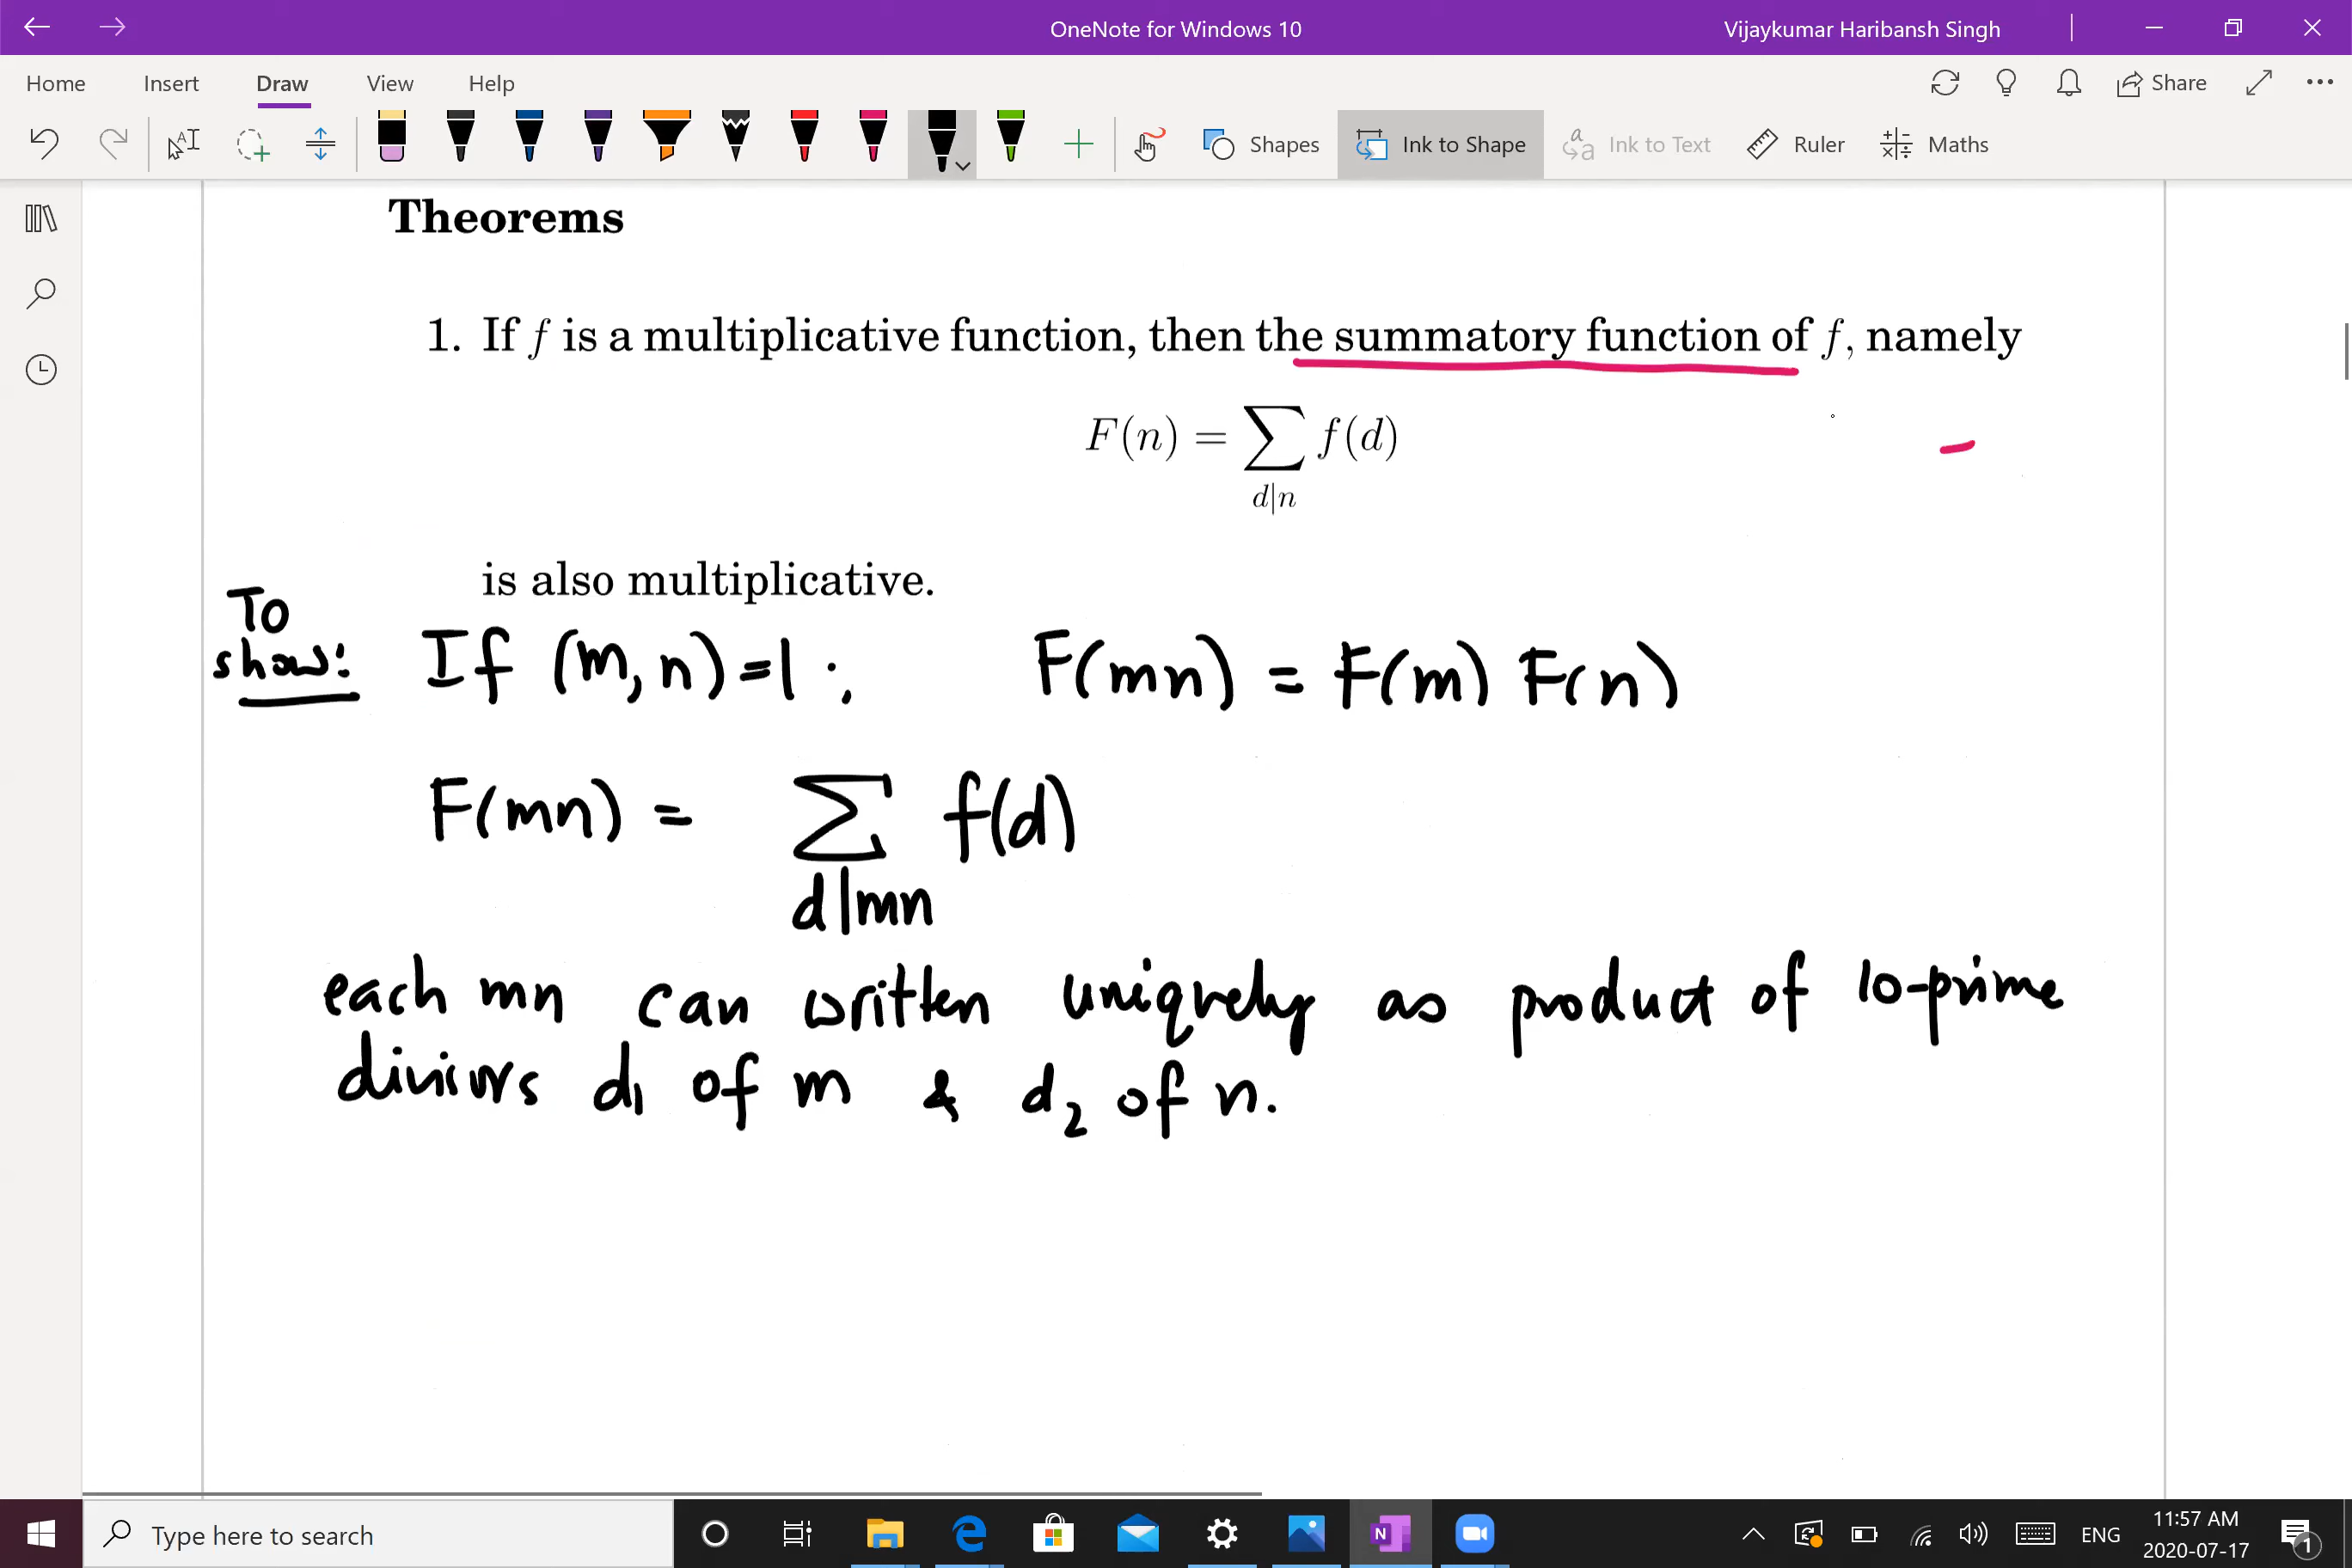 OneNote for Windows 10
Vijaykumar Haribansh Singh
Home Insert Draw View Help
Share
Shapes Ink to Shape Ink to Text Ruler Maths
Theorems
1. If f is a multiplicative function, then the summatory function of f, namely
F(n) = ∑ f(d)
d|n
is also multiplicative.
To
show: If (m, n)=1 ; F(mn) = F(m) F(n)
F(mn) = ∑ f(d)
d|mn
each mn can written uniquely as product of co-prime
divisors d₁ of m & d₂ of n.
Type here to search
ENG
11:57 AM
2020-07-17
1